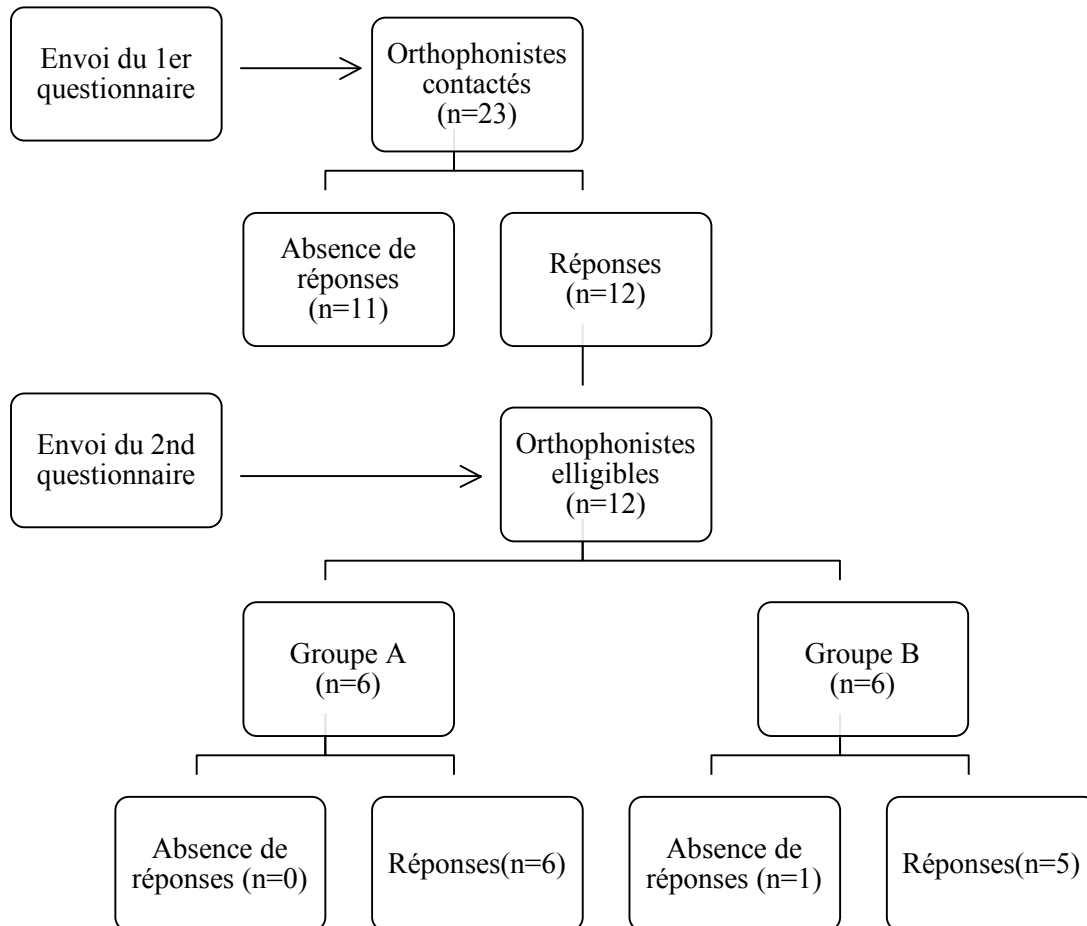 Envoi du 1er
questionnaire
Orthophonistes
contactés
(n=23)
Absence de
réponses
(n=11)
Réponses
(n=12)
Envoi du 2nd
questionnaire
Orthophonistes
elligibles
(n=12)
Groupe A
(n=6)
Groupe B
(n=6)
Absence de
réponses (n=0)
Réponses(n=6)
Absence de
réponses (n=1)
Réponses(n=5)